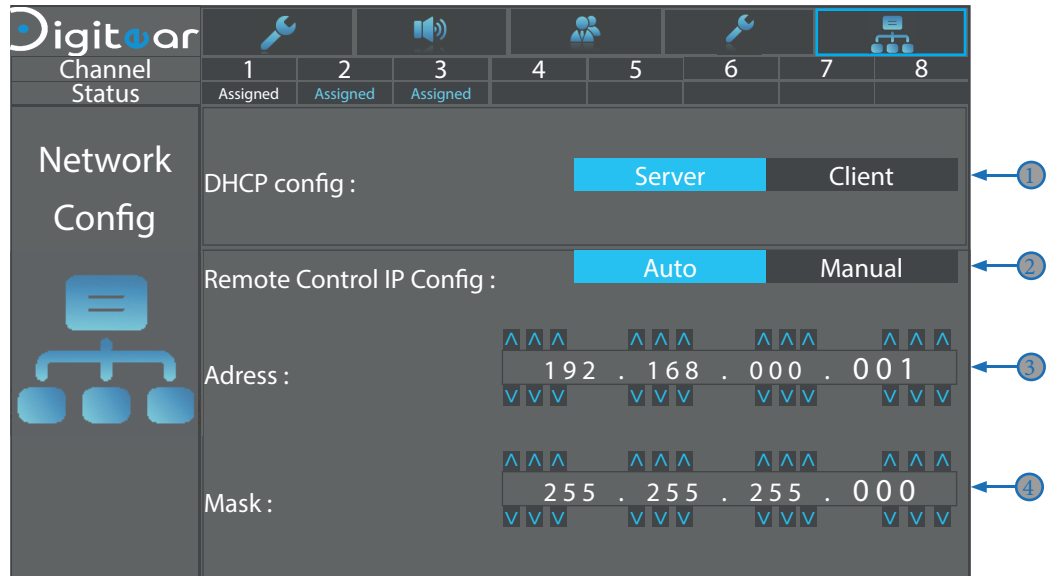 Digitear
Channel 1 2 3 4 5 6 7 8
Status Assigned Assigned Assigned
Network
Config
DHCP config : Server Client 1
Remote Control IP Config : Auto Manual 2
^ ^ ^ ^ ^ ^ ^ ^ ^ ^ ^ ^
Adress : 192 . 168 . 000 . 001 3
v v v v v v v v v v v v
^ ^ ^ ^ ^ ^ ^ ^ ^ ^ ^ ^
Mask : 255 . 255 . 255 . 000 4
v v v v v v v v v v v v